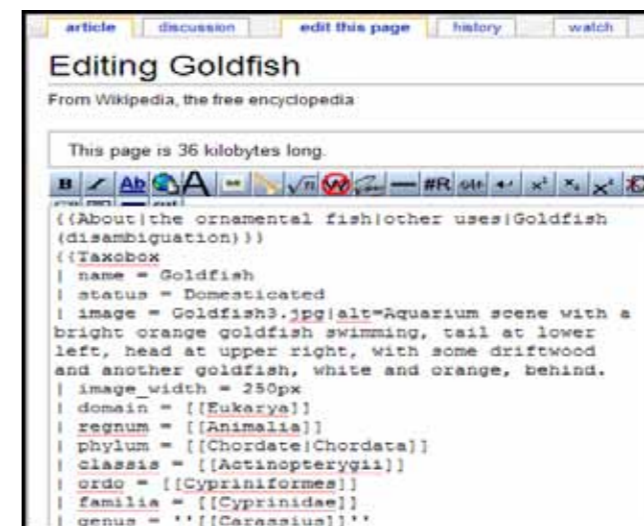 article discussion edit this page history watch
Editing Goldfish
From Wikipedia, the free encyclopedia
This page is 36 kilobytes long.
B I Ab A √n W #R x² x₂
{{About|the ornamental fish|other uses|Goldfish
(disambiguation)}}
{{Taxobox
| name = Goldfish
| status = Domesticated
| image = Goldfish3.jpg|alt=Aquarium scene with a
bright orange goldfish swimming, tail at lower
left, head at upper right, with some driftwood
and another goldfish, white and orange, behind.
| image_width = 250px
| domain = [[Eukarya]]
| regnum = [[Animalia]]
| phylum = [[Chordate|Chordata]]
| classis = [[Actinopterygii]]
| ordo = [[Cypriniformes]]
| familia = [[Cyprinidae]]
| genus = ''[[Carassius]]''